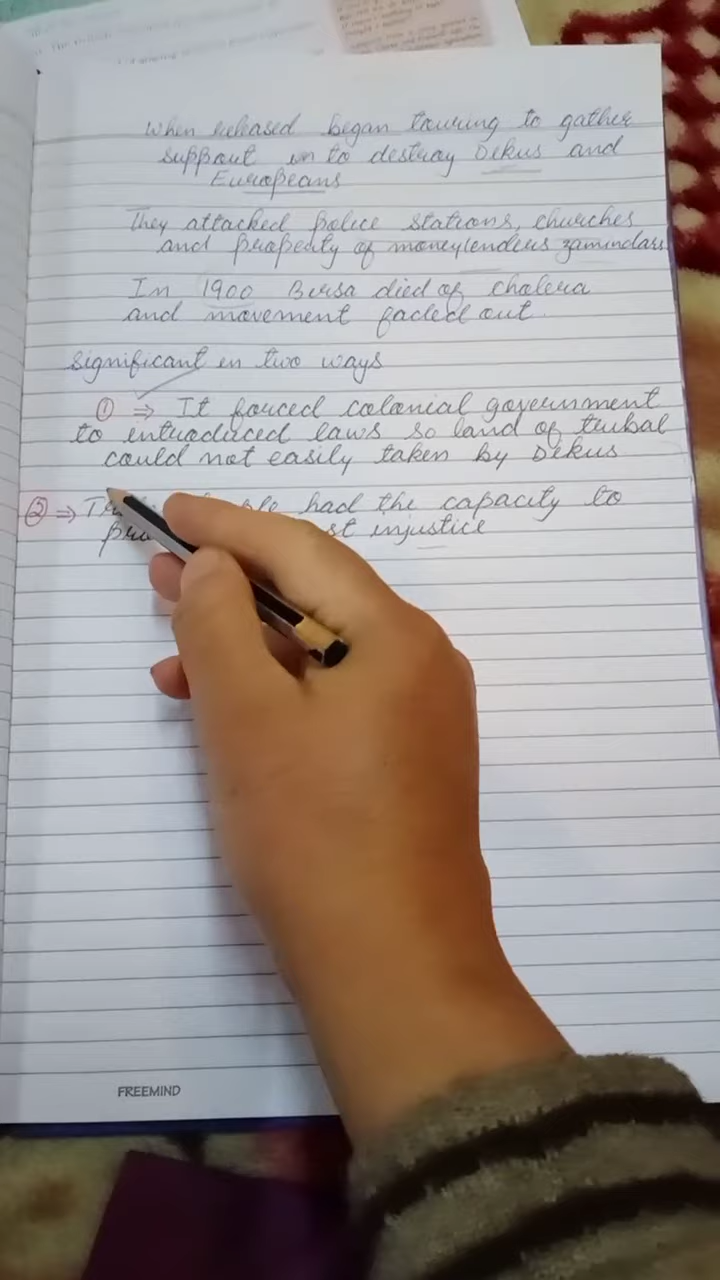 when released began touring to gather
support un to destroy Dikus and
Europeans
They attacked police stations, churches
and property of moneylenders zamindars
In 1900 Birsa died of cholera
and movement faded out
significant in two ways
① ⇒ It forced colonial government
to introduced laws so land of tribal
could not easily taken by Dikus
② ⇒ had the capacity to
injustice
FREEMIND